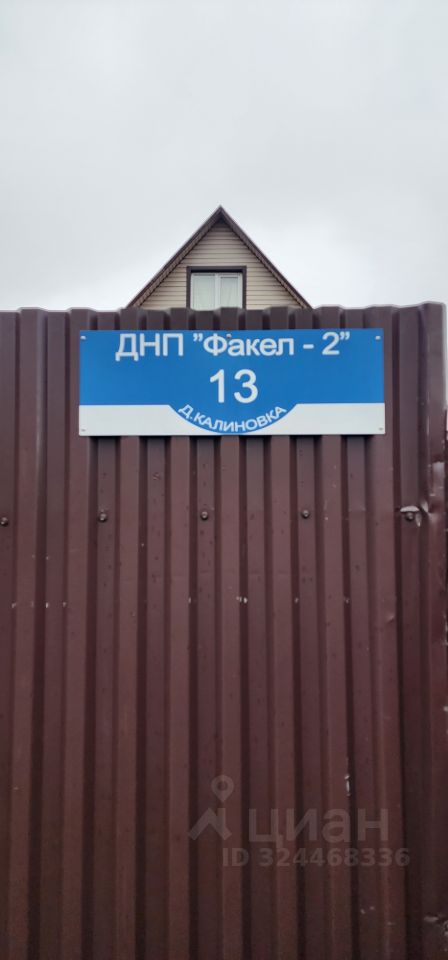 ДНП "Факел - 2"
13
Д.КАЛИНОВКА
циан
ID 324468336